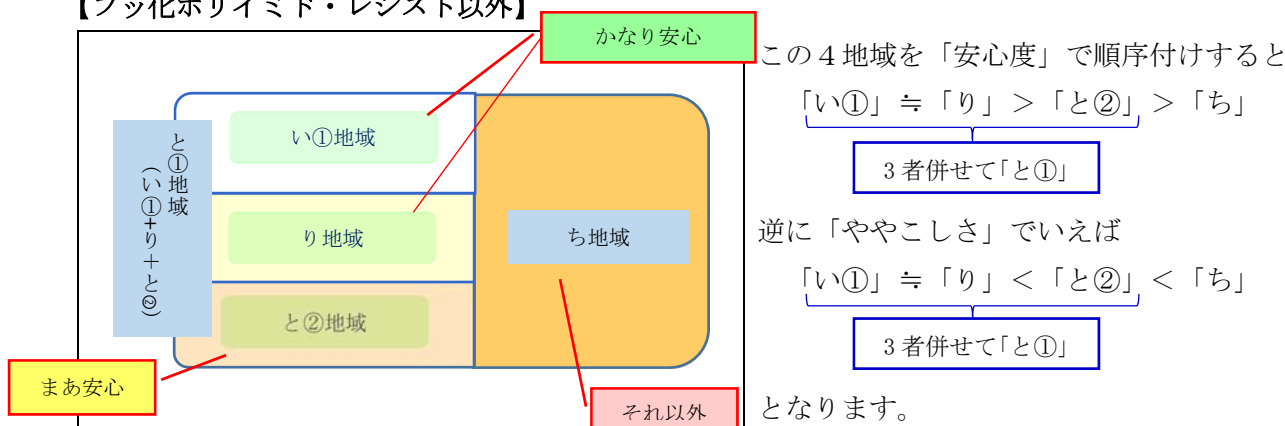 【フッ化ポリイミド・レジスト以外】
かなり安心
い①地域
り地域
と②地域
と①地域
(い①+り+と②)
ち地域
まあ安心
それ以外
この4地域を「安心度」で順序付けすると
「い①」≒「り」>「と②」>「ち」
3者併せて「と①」
逆に「ややこしさ」でいえば
「い①」≒「り」<「と②」<「ち」
3者併せて「と①」
となります。